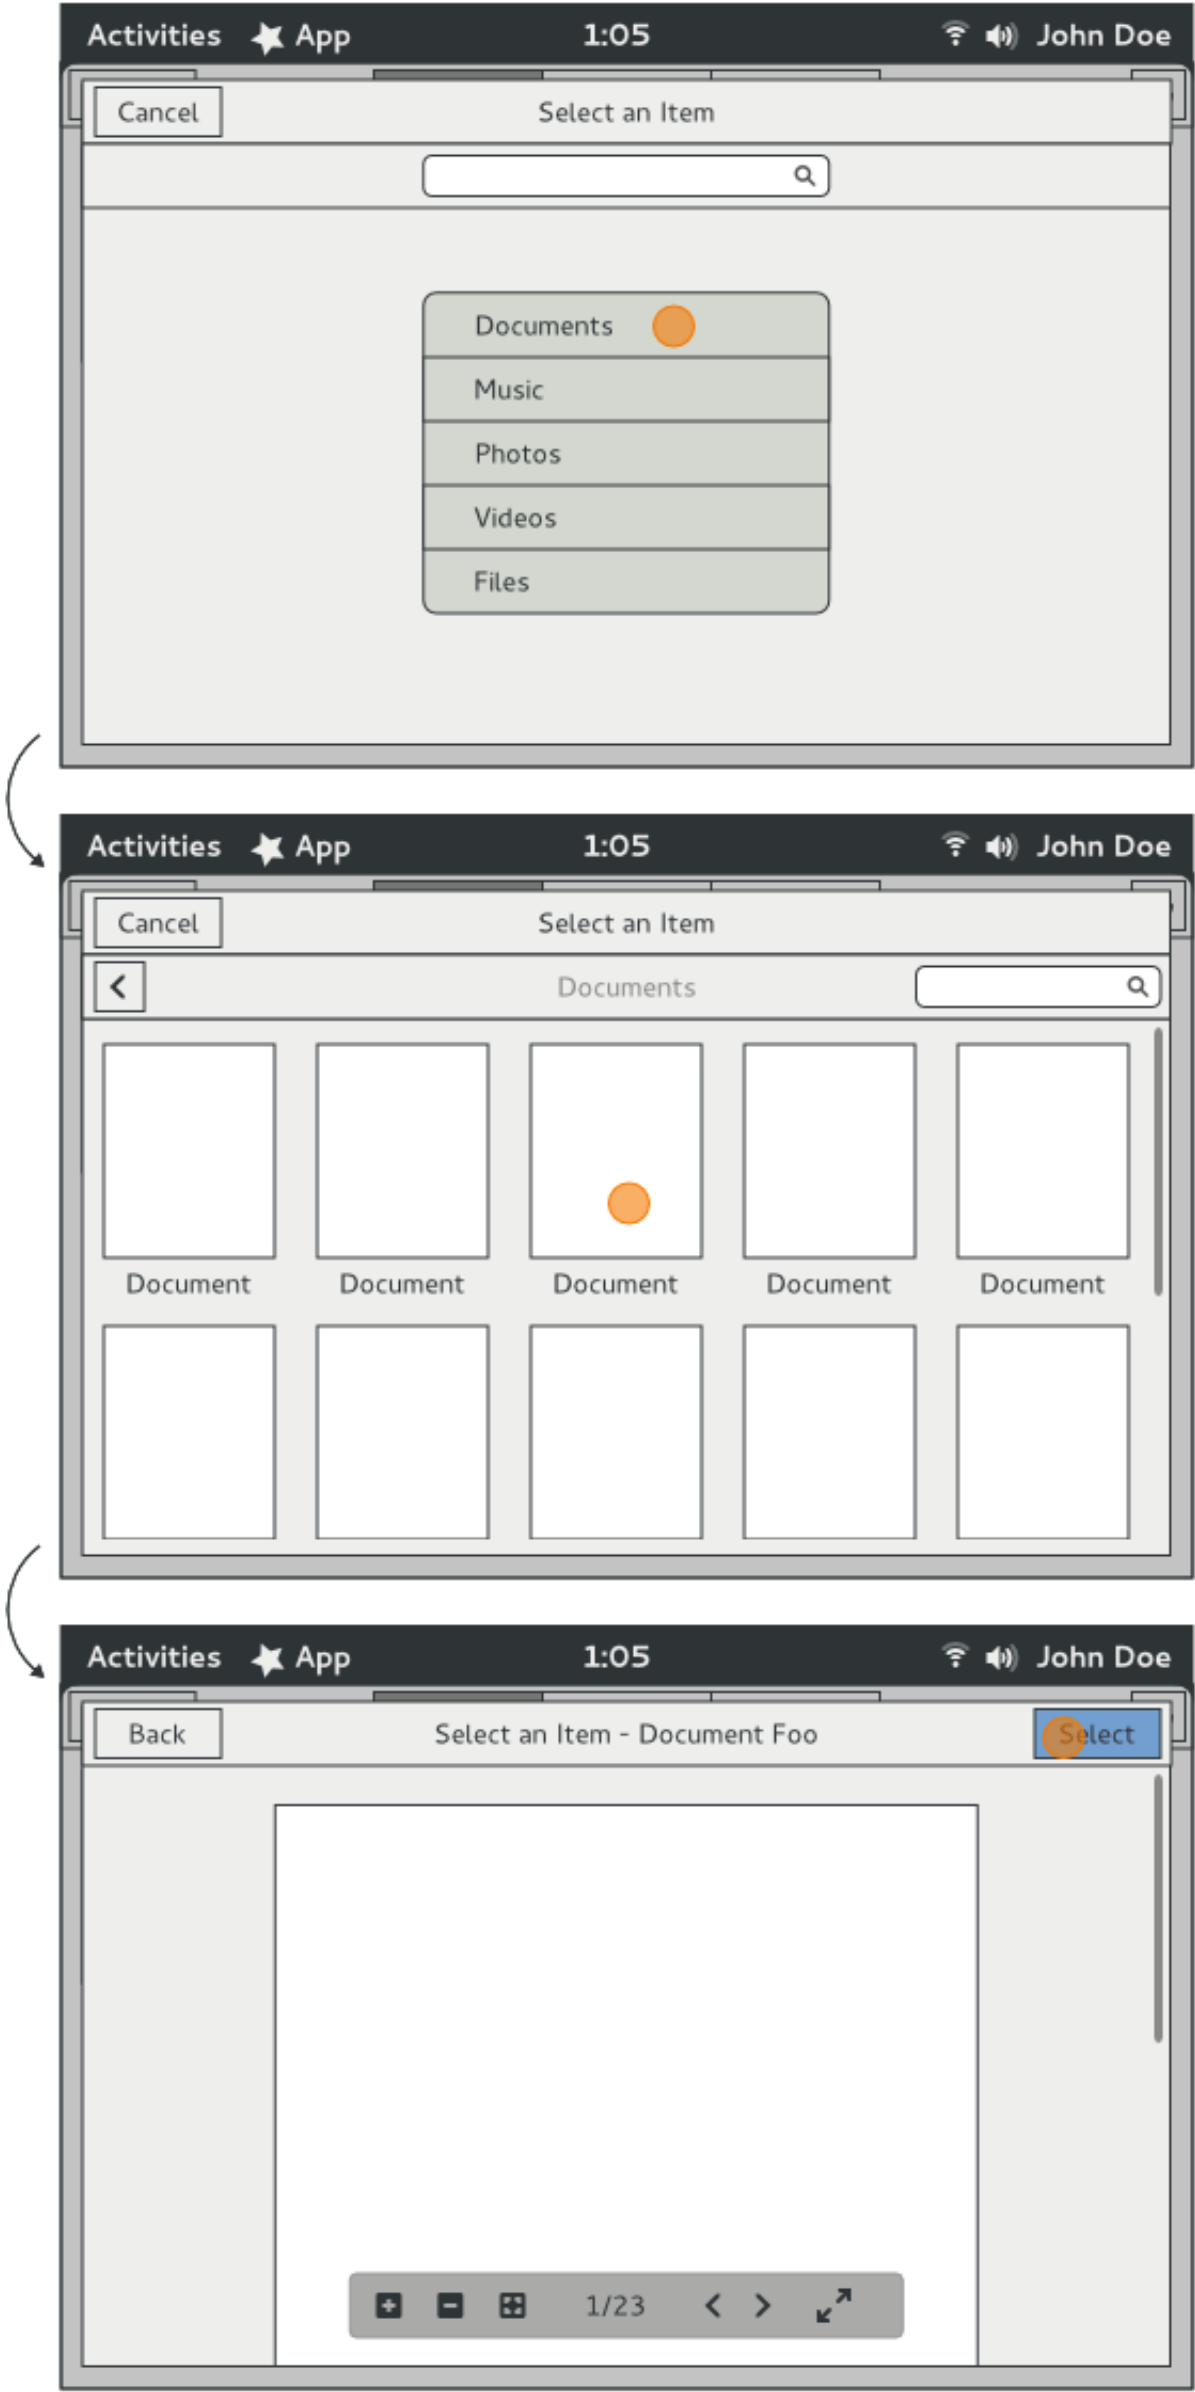 Activities App 1:05 John Doe
Cancel Select an Item
Documents
Music
Photos
Videos
Files
Activities App 1:05 John Doe
Cancel Select an Item
Documents
Document Document Document Document Document
Activities App 1:05 John Doe
Back Select an Item - Document Foo Select
1/23